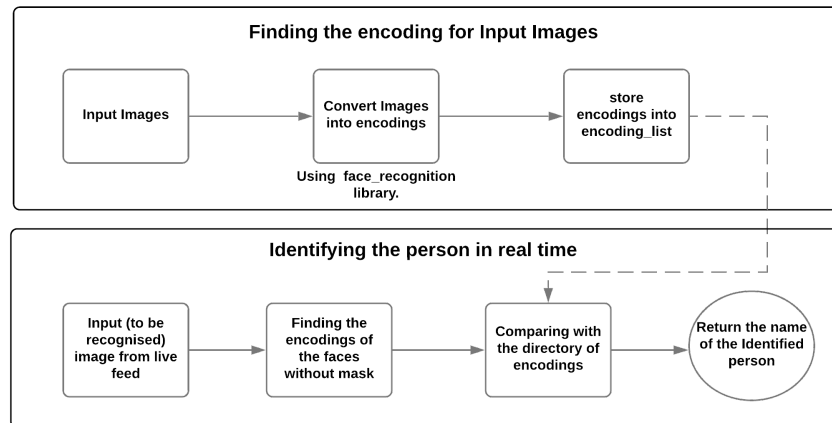 Finding the encoding for Input Images
Input Images
Convert Images
into encodings
store
encodings into
encoding_list
Using face_recognition
library.
Identifying the person in real time
Input (to be
recognised)
image from live
feed
Finding the
encodings of
the faces
without mask
Comparing with
the directory of
encodings
Return the name
of the Identified
person